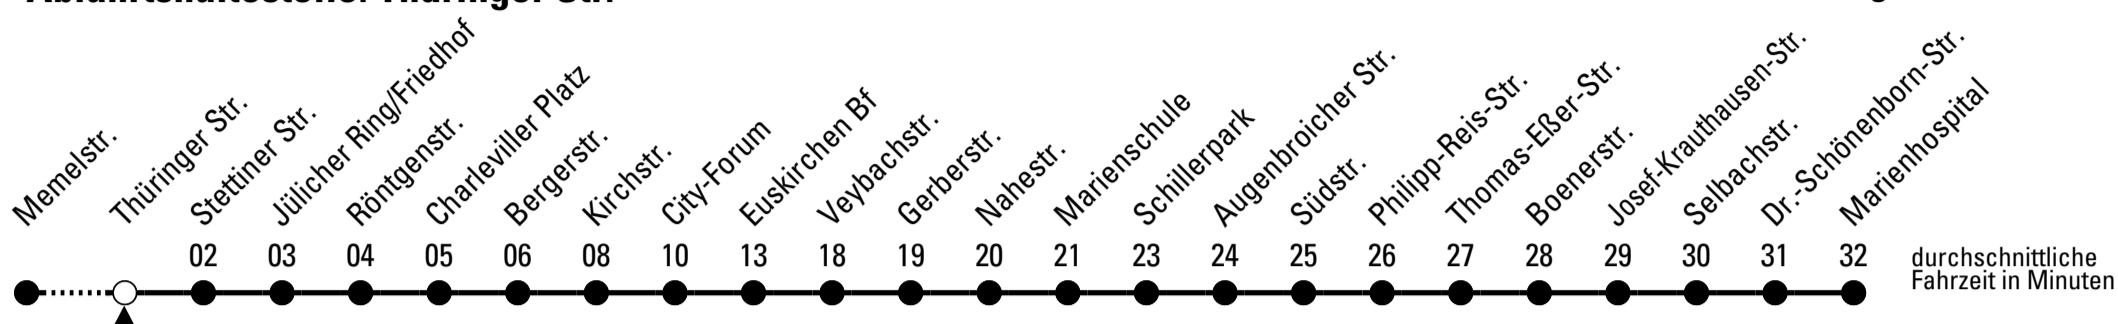 Memelstr.
Thüringer Str.
Stettiner Str.
Jülicher Ring/Friedhof
Röntgenstr.
Charleviller Platz
Bergerstr.
Kirchstr.
City-Forum
Euskirchen Bf
Veybachstr.
Gerberstr.
Nahestr.
Marienschule
Schillerpark
Augenbroicher Str.
Südstr.
Philipp-Reis-Str.
Thomas-Eßer-Str.
Boenerstr.
Josef-Krauthausen-Str.
Selbachstr.
Dr.-Schönenborn-Str.
Marienhospital
02 03 04 05 06 08 10 13 18 19 20 21 23 24 25 26 27 28 29 30 31 32
durchschnittliche
Fahrzeit in Minuten